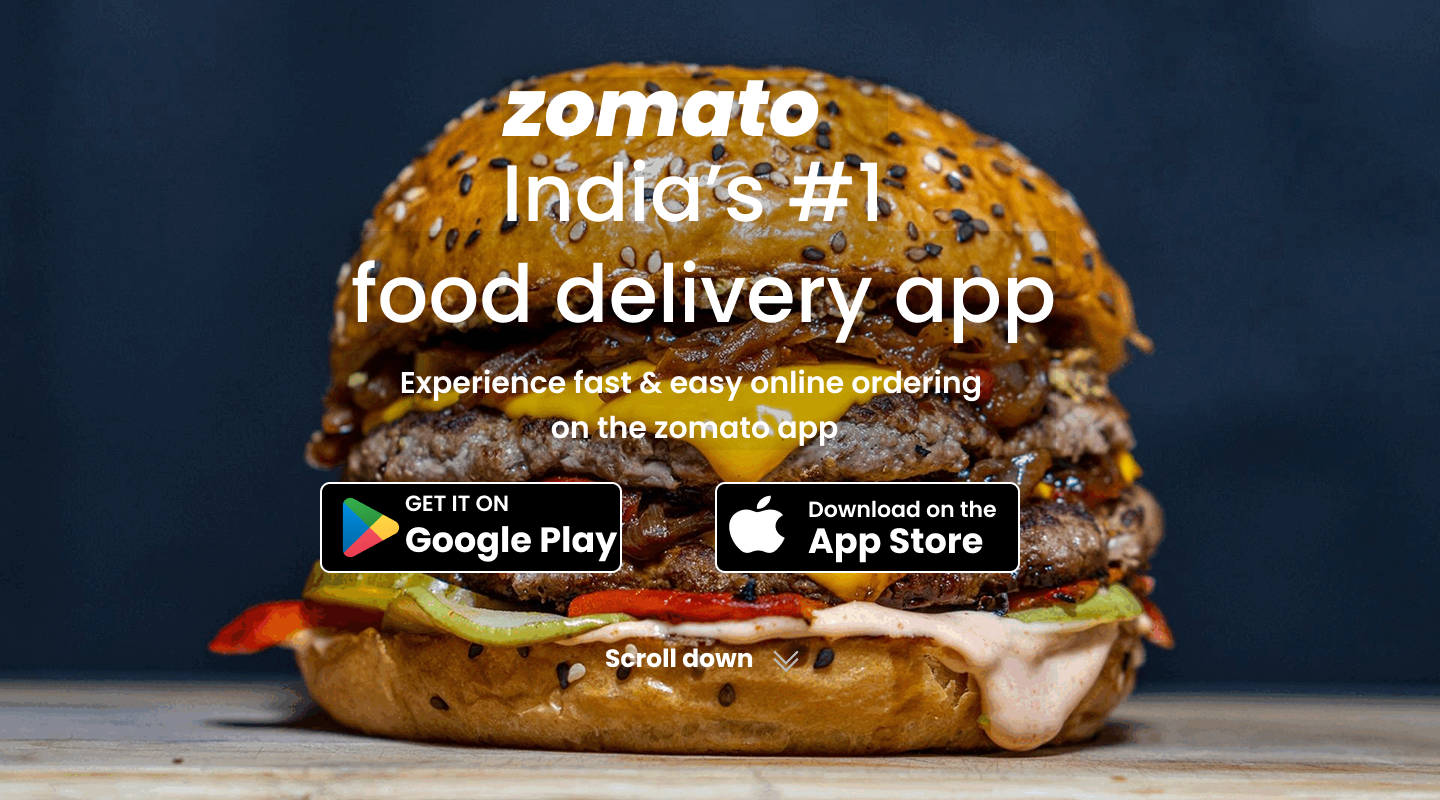 zomato
India's #1
food delivery app
Experience fast & easy online ordering
on the zomato app
GET IT ON
Google Play
Download on the
App Store
Scroll down